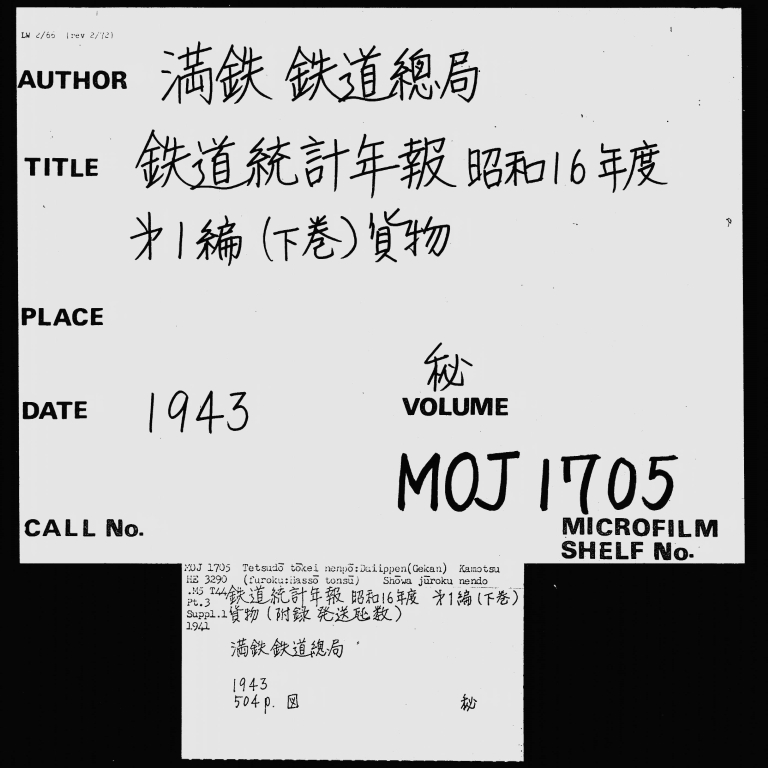 LW 2/66 (rev 2/72)
AUTHOR 満鉄 鉄道總局
TITLE 鉄道統計年報 昭和16年度
才1編(下巻)貨物
PLACE
秘
DATE 1943 VOLUME
MOJ 1705
CALL No. MICROFILM
SHELF No.
MOJ 1705 Tetsudō tōkei nenpō:Daiippen(Gekan) Kamotsu
HE 3290 (furoku:Hassō tonsū) Shōwa jūroku nendo
.M5 T44 鉄道統計年報 昭和16年度 才1編(下巻)
Pt.3
Suppl.1 貨物(附録 発送瓲数)
1941
満鉄 鉄道總局
1943
504p. 図 秘